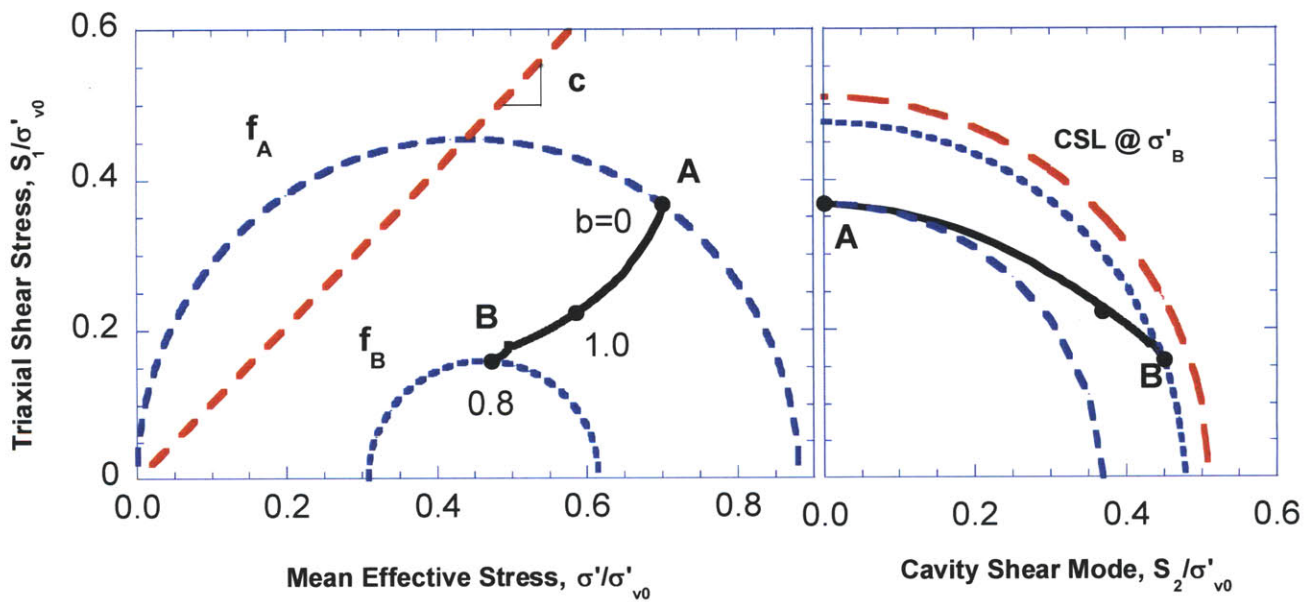 0.6
0.4
0.2
0
Triaxial Shear Stress, S1/σ'v0
fA
c
A
b=0
B
1.0
fB
0.8
0.0
0.2
0.4
0.6
0.8
Mean Effective Stress, σ'/σ'v0
CSL @ σ'B
A
B
0.0
0.2
0.4
0.6
Cavity Shear Mode, S2/σ'v0